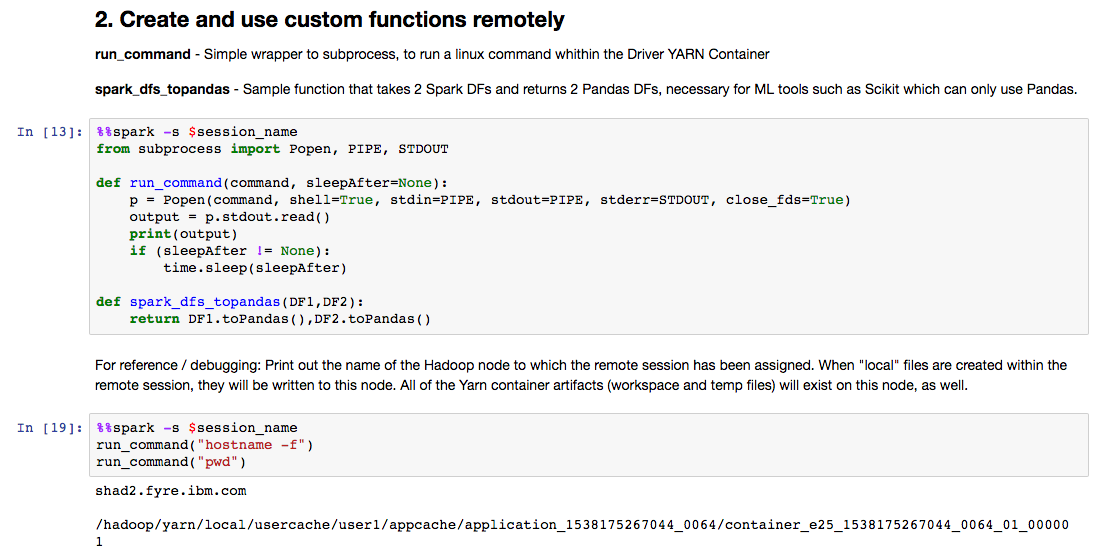 2. Create and use custom functions remotely
run_command - Simple wrapper to subprocess, to run a linux command whithin the Driver YARN Container
spark_dfs_topandas - Sample function that takes 2 Spark DFs and returns 2 Pandas DFs, necessary for ML tools such as Scikit which can only use Pandas.
In [13]: %%spark -s $session_name
from subprocess import Popen, PIPE, STDOUT
def run_command(command, sleepAfter=None):
    p = Popen(command, shell=True, stdin=PIPE, stdout=PIPE, stderr=STDOUT, close_fds=True)
    output = p.stdout.read()
    print(output)
    if (sleepAfter != None):
        time.sleep(sleepAfter)
def spark_dfs_topandas(DF1,DF2):
    return DF1.toPandas(),DF2.toPandas()
For reference / debugging: Print out the name of the Hadoop node to which the remote session has been assigned. When "local" files are created within the
remote session, they will be written to this node. All of the Yarn container artifacts (workspace and temp files) will exist on this node, as well.
In [19]: %%spark -s $session_name
run_command("hostname -f")
run_command("pwd")
shad2.fyre.ibm.com
/hadoop/yarn/local/usercache/user1/appcache/application_1538175267044_0064/container_e25_1538175267044_0064_01_00000
1